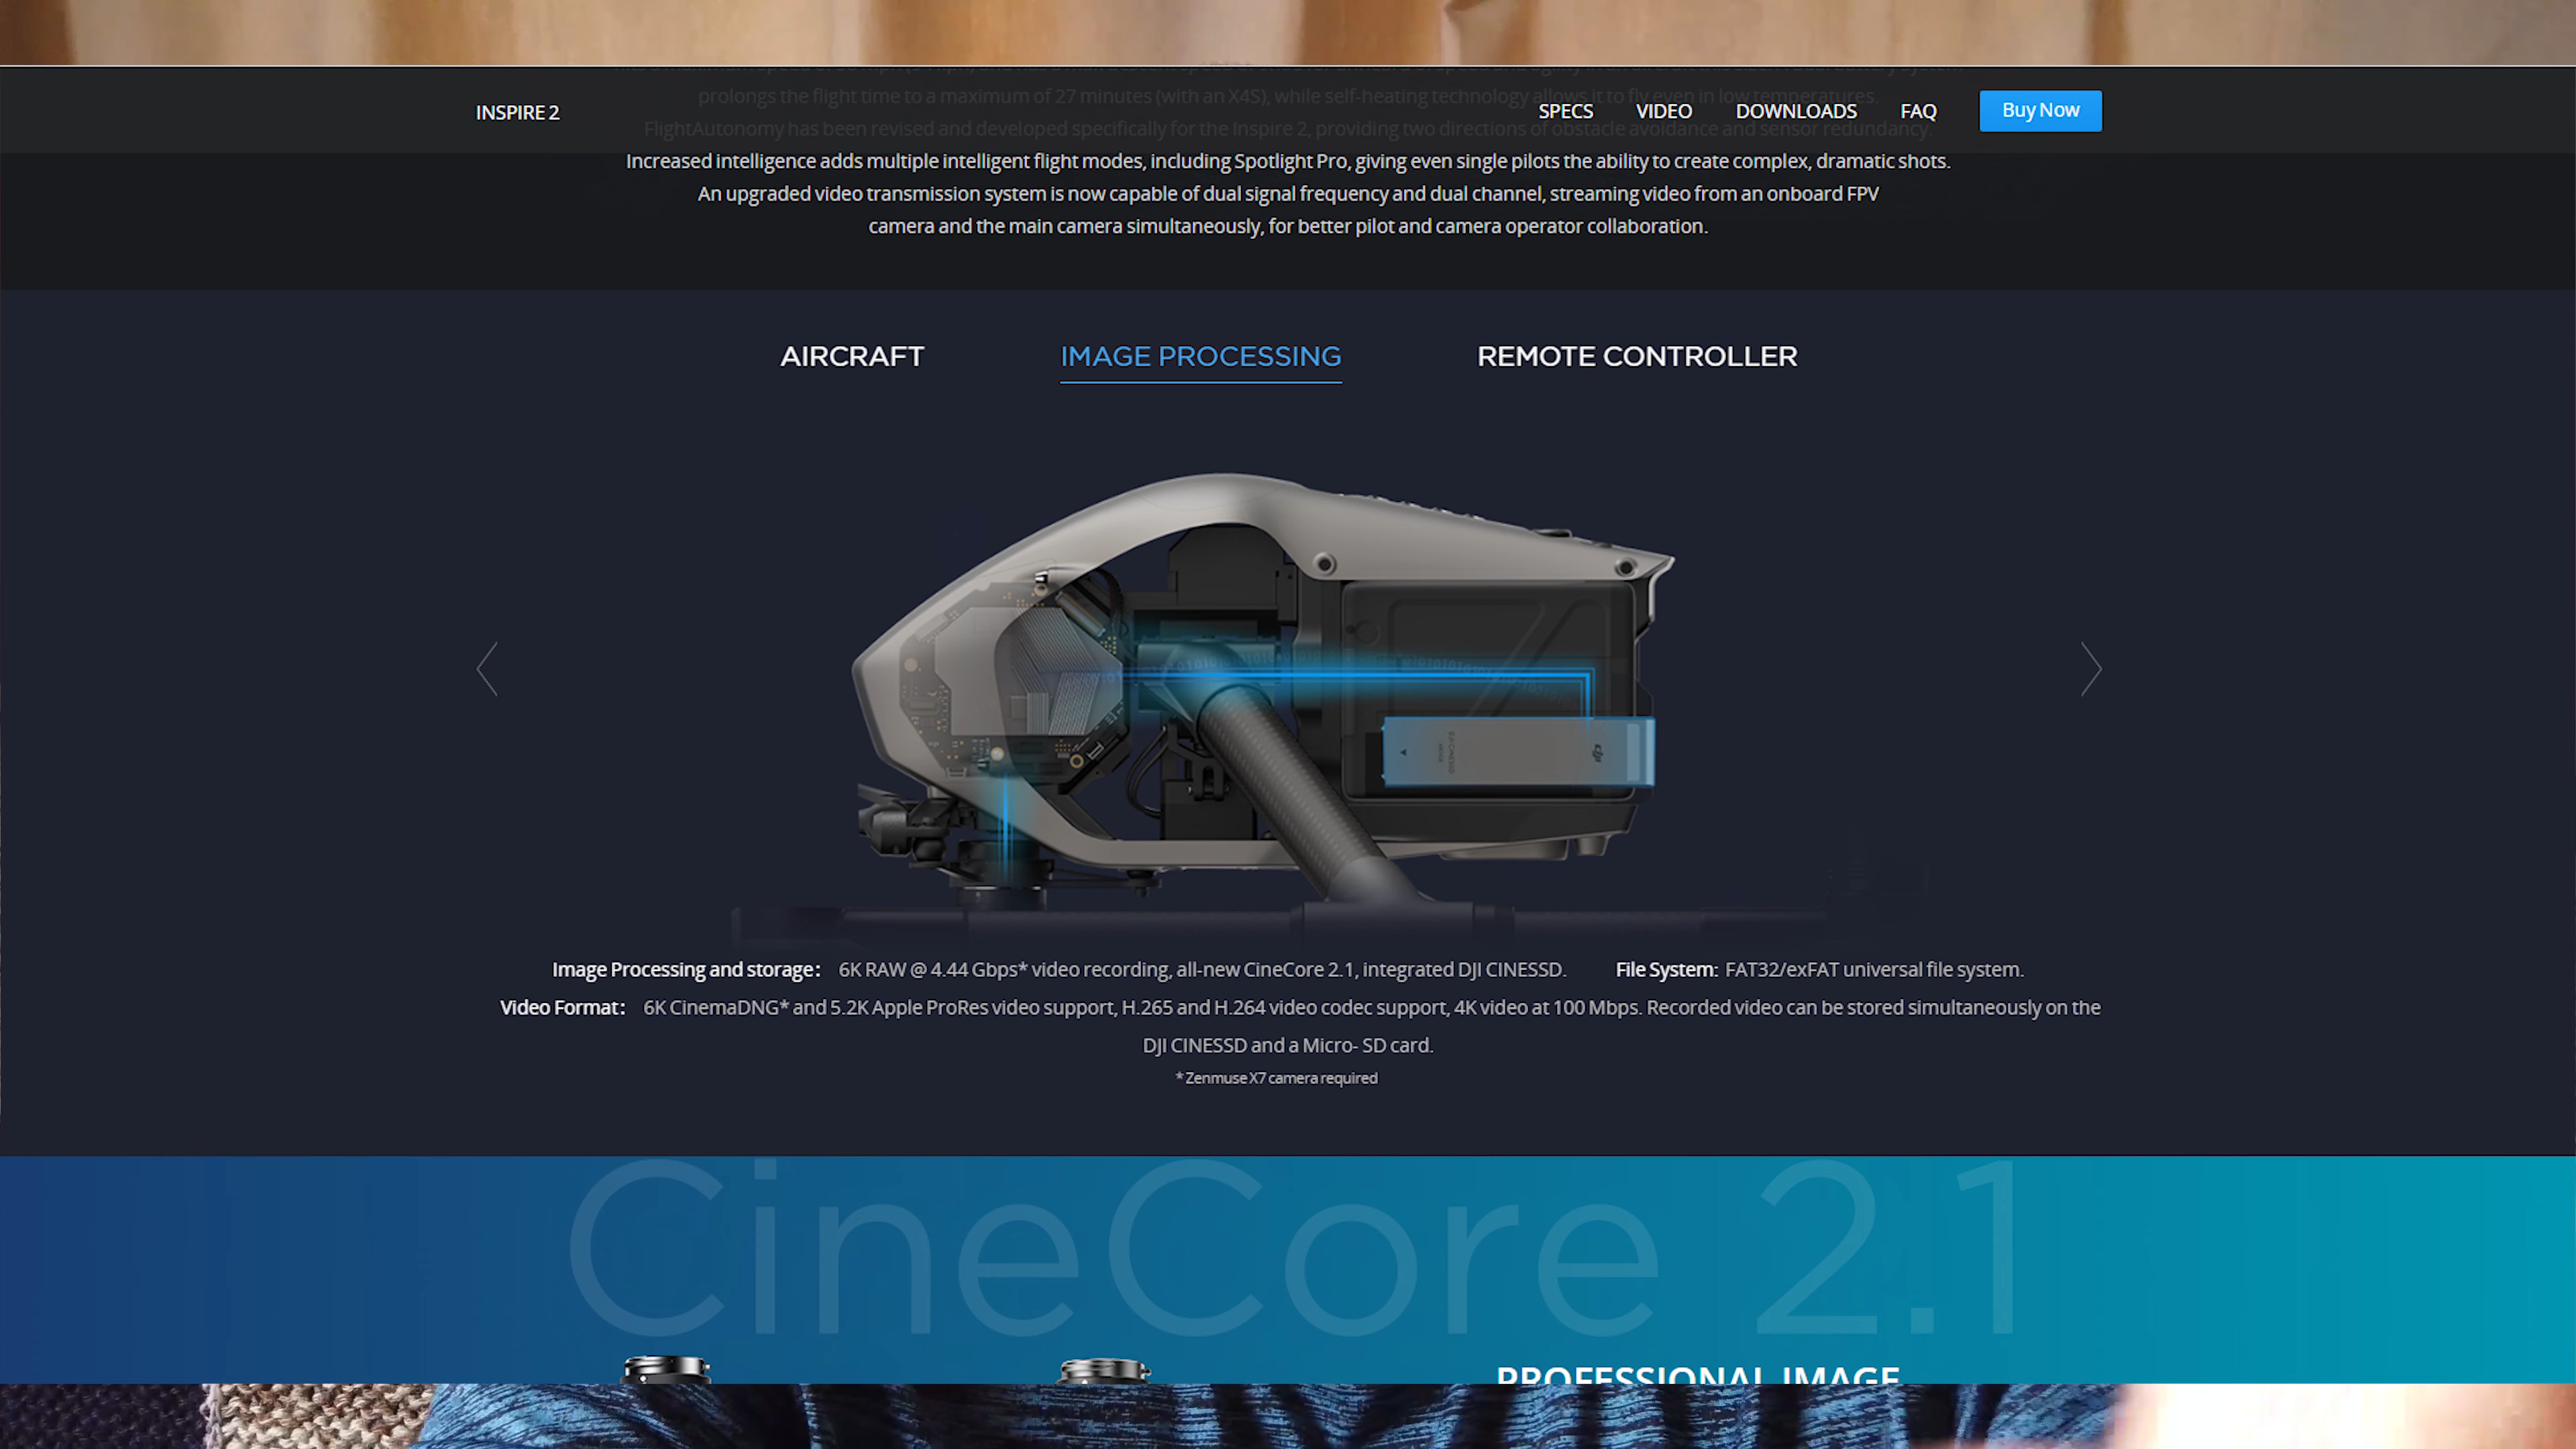 INSPIRE 2
SPECS
VIDEO
DOWNLOADS
FAQ
Buy Now
prolongs the flight time to a maximum of 27 minutes (with an X4S), while self-heating technology allows it to fly even in low temperatures.
FlightAutonomy has been revised and developed specifically for the Inspire 2, providing two directions of obstacle avoidance and sensor redundancy.
Increased intelligence adds multiple intelligent flight modes, including Spotlight Pro, giving even single pilots the ability to create complex, dramatic shots.
An upgraded video transmission system is now capable of dual signal frequency and dual channel, streaming video from an onboard FPV
camera and the main camera simultaneously, for better pilot and camera operator collaboration.
AIRCRAFT
IMAGE PROCESSING
REMOTE CONTROLLER
Image Processing and storage: 6K RAW @ 4.44 Gbps* video recording, all-new CineCore 2.1, integrated DJI CINESSD. File System: FAT32/exFAT universal file system.
Video Format: 6K CinemaDNG* and 5.2K Apple ProRes video support, H.265 and H.264 video codec support, 4K video at 100 Mbps. Recorded video can be stored simultaneously on the
DJI CINESSD and a Micro- SD card.
* Zenmuse X7 camera required
CineCore 2.1
PROFESSIONAL IMAGE